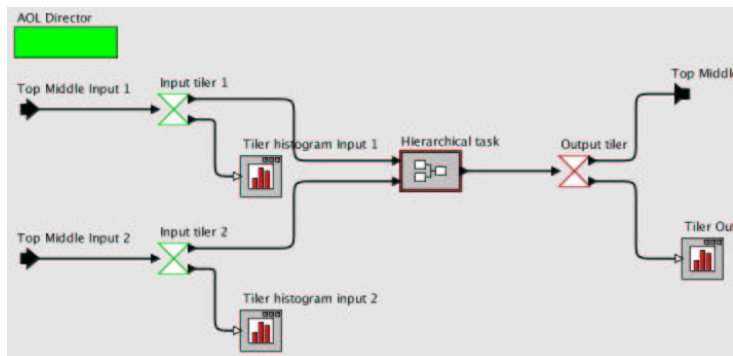 AOL Director
Top Middle Input 1
Input tiler 1
Top Middle
Tiler histogram Input 1
Hierarchical task
Output tiler
Top Middle Input 2
Input tiler 2
Tiler Out
Tiler histogram input 2